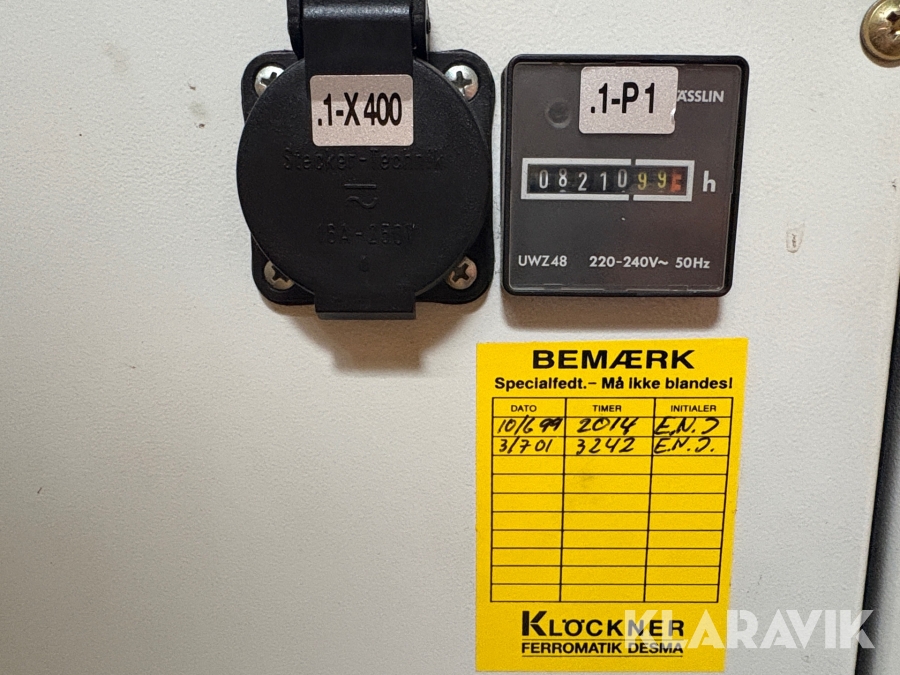 .1-X400
Stecker-Technik
16A-250V
.1-P1
ÄSSLIN
0821099
h
UWZ48 220-240V~ 50Hz
BEMÆRK
Specialfedt.- Må ikke blandes!
DATO TIMER INITIALER
10/6 99 2014 E.N.J
3/7 01 3242 E.N.J.
KLÖCKNER
FERROMATIK DESMA
KLARAVIK